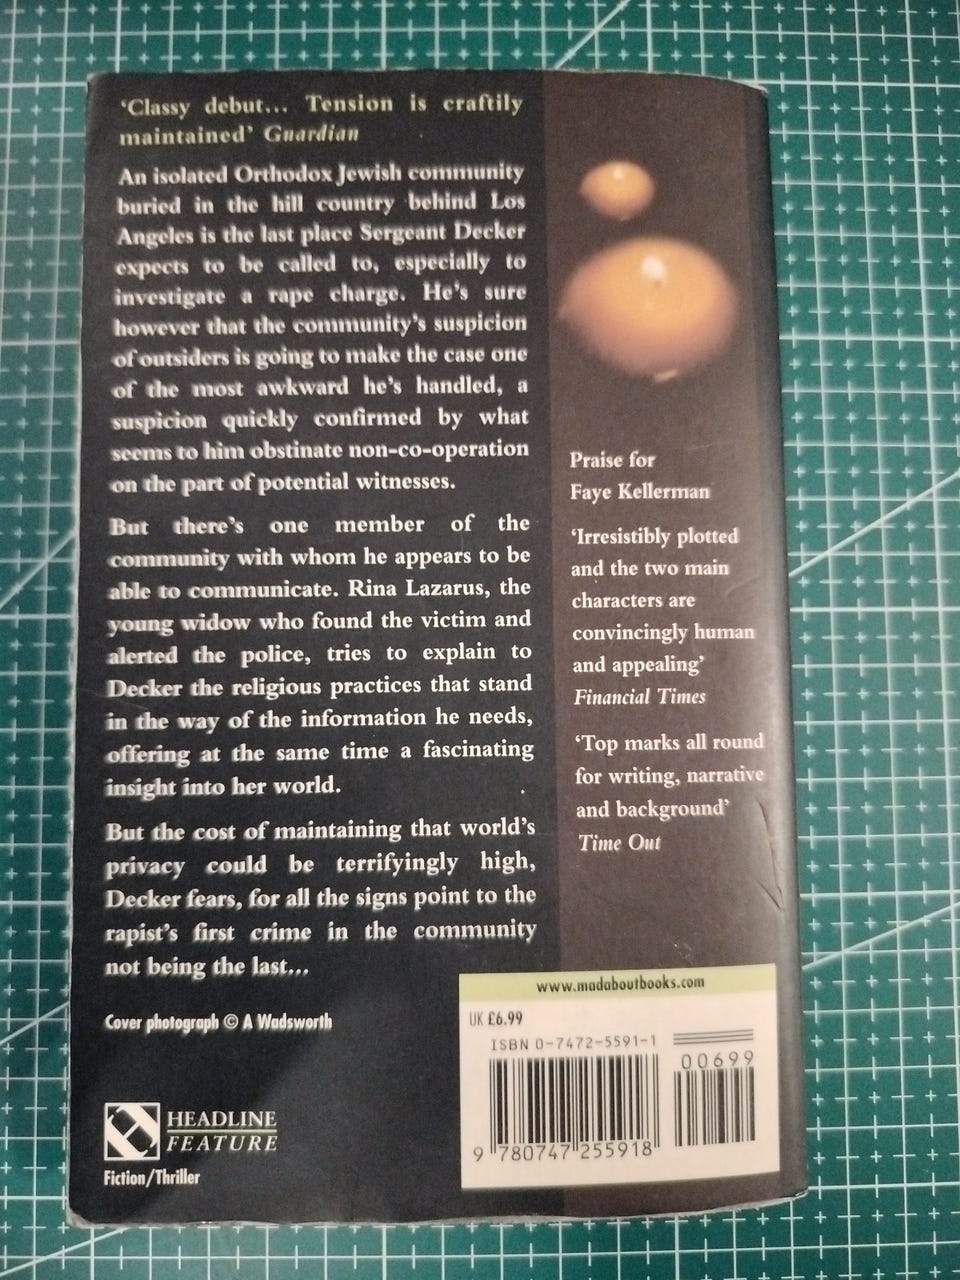 'Classy debut... Tension is craftily
maintained' Guardian
An isolated Orthodox Jewish community
buried in the hill country behind Los
Angeles is the last place Sergeant Decker
expects to be called to, especially to
investigate a rape charge. He's sure
however that the community's suspicion
of outsiders is going to make the case one
of the most awkward he's handled, a
suspicion quickly confirmed by what
seems to him obstinate non-co-operation
on the part of potential witnesses.
But there's one member of the
community with whom he appears to be
able to communicate. Rina Lazarus, the
young widow who found the victim and
alerted the police, tries to explain to
Decker the religious practices that stand
in the way of the information he needs,
offering at the same time a fascinating
insight into her world.
But the cost of maintaining that world's
privacy could be terrifyingly high,
Decker fears, for all the signs point to the
rapist's first crime in the community
not being the last...
Cover photograph © A Wadsworth
HEADLINE
FEATURE
Fiction/Thriller
Praise for
Faye Kellerman
'Irresistibly plotted
and the two main
characters are
convincingly human
and appealing'
Financial Times
'Top marks all round
for writing, narrative
and background'
Time Out
www.madaboutbooks.com
UK £6.99
ISBN 0-7472-5591-1
00699
9 780747 255918